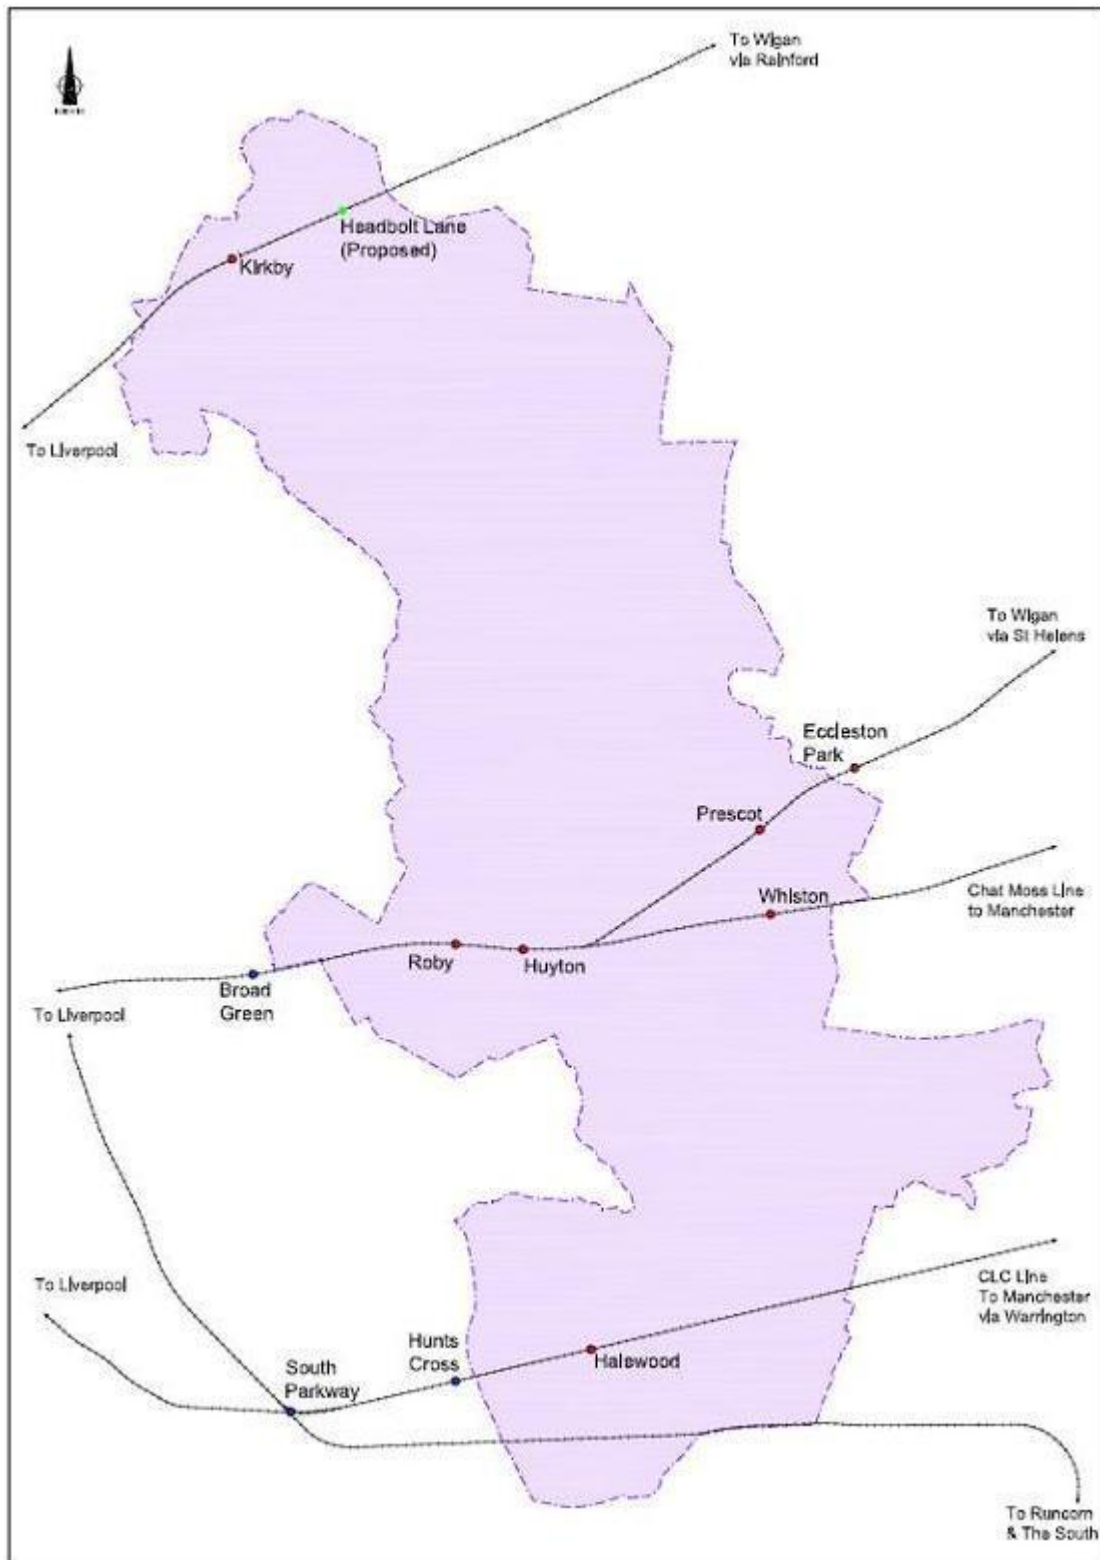 To Wigan
via Rainford
Headbolt Lane
(Proposed)
Kirkby
To Liverpool
To Wigan
via St Helens
Eccleston
Park
Prescot
Whiston
Chat Moss Line
to Manchester
Roby
Huyton
Broad
Green
To Liverpool
To Liverpool
CLC Line
To Manchester
via Warrington
Hunts
Cross
Halewood
South
Parkway
To Runcorn
& The South